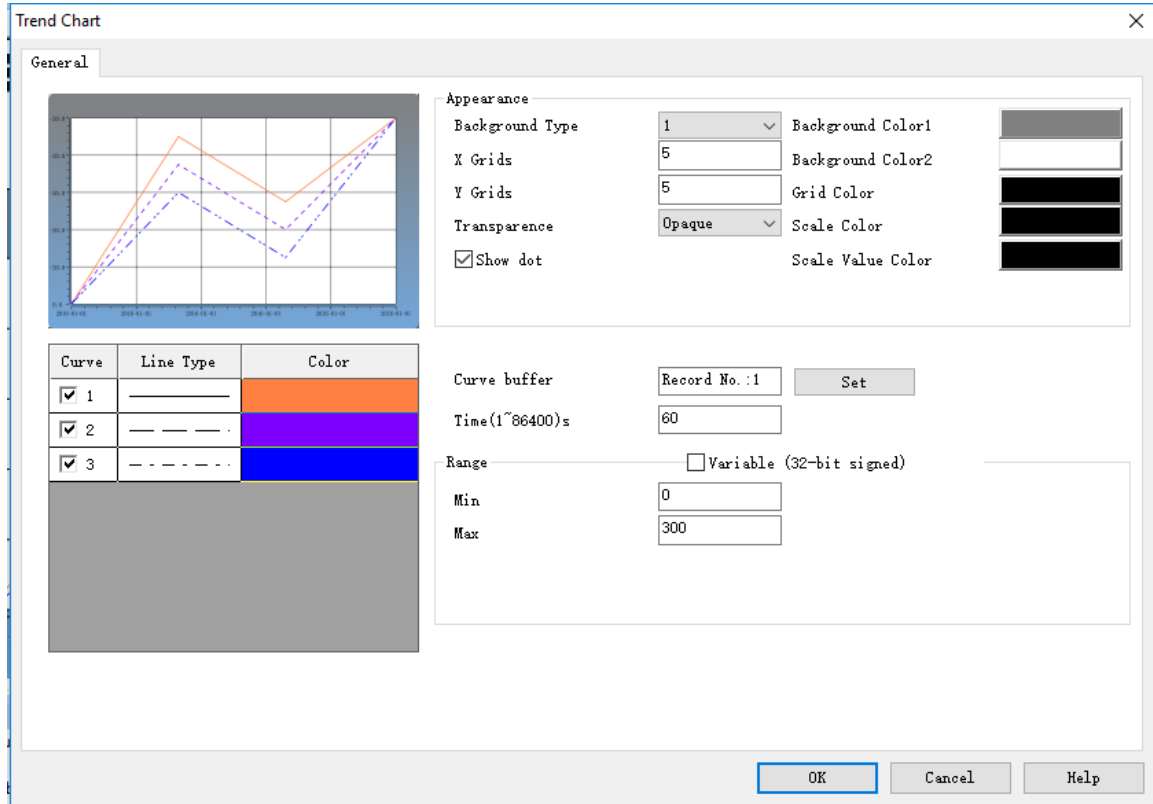 Trend Chart
General
Appearance
Background Type 1 Background Color1
X Grids 5 Background Color2
Y Grids 5 Grid Color
Transparence Opaque Scale Color
Show dot Scale Value Color
0.0
Curve Line Type Color
1
2
3
Curve buffer Record No.:1 Set
Time(1~86400)s 60
Range Variable (32-bit signed)
Min 0
Max 300
OK Cancel Help